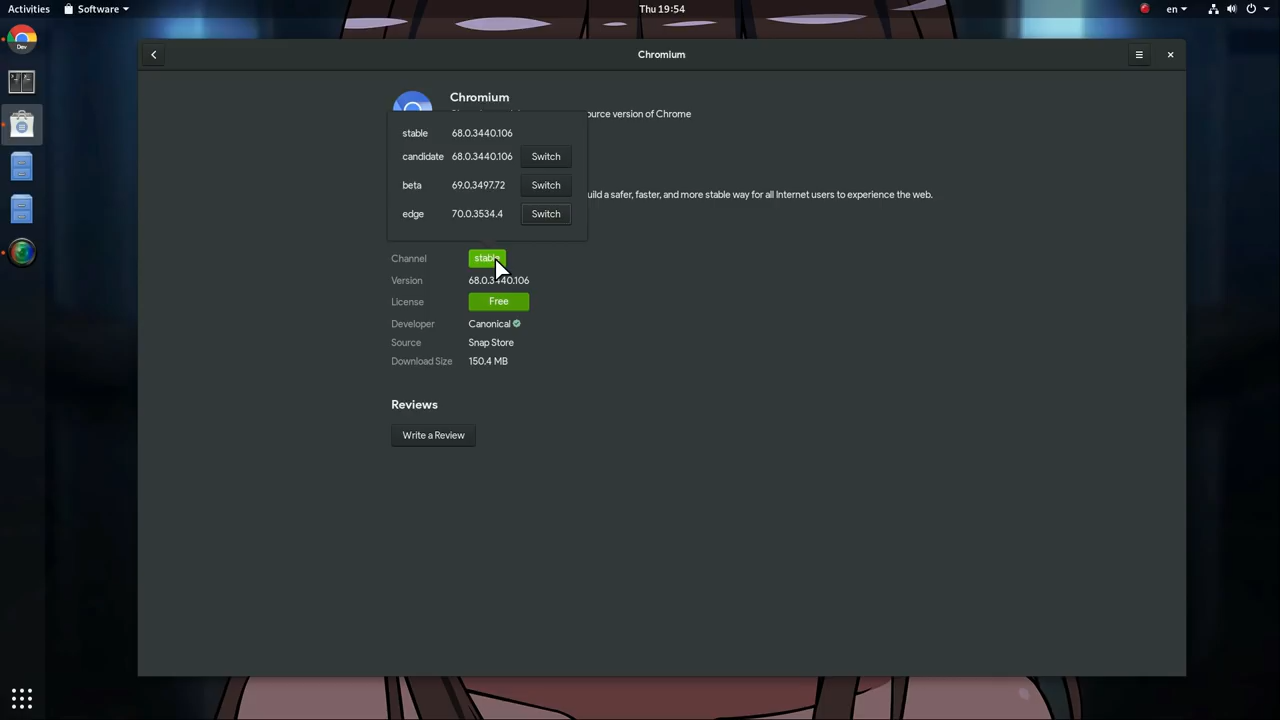 Activities
Software
Thu 19:54
en
Dev
Chromium
Chromium
ource version of Chrome
stable 68.0.3440.106
candidate 68.0.3440.106 Switch
beta 69.0.3497.72 Switch
edge 70.0.3534.4 Switch
ild a safer, faster, and more stable way for all Internet users to experience the web.
Channel stable
Version 68.0.3440.106
License Free
Developer Canonical
Source Snap Store
Download Size 150.4 MB
Reviews
Write a Review